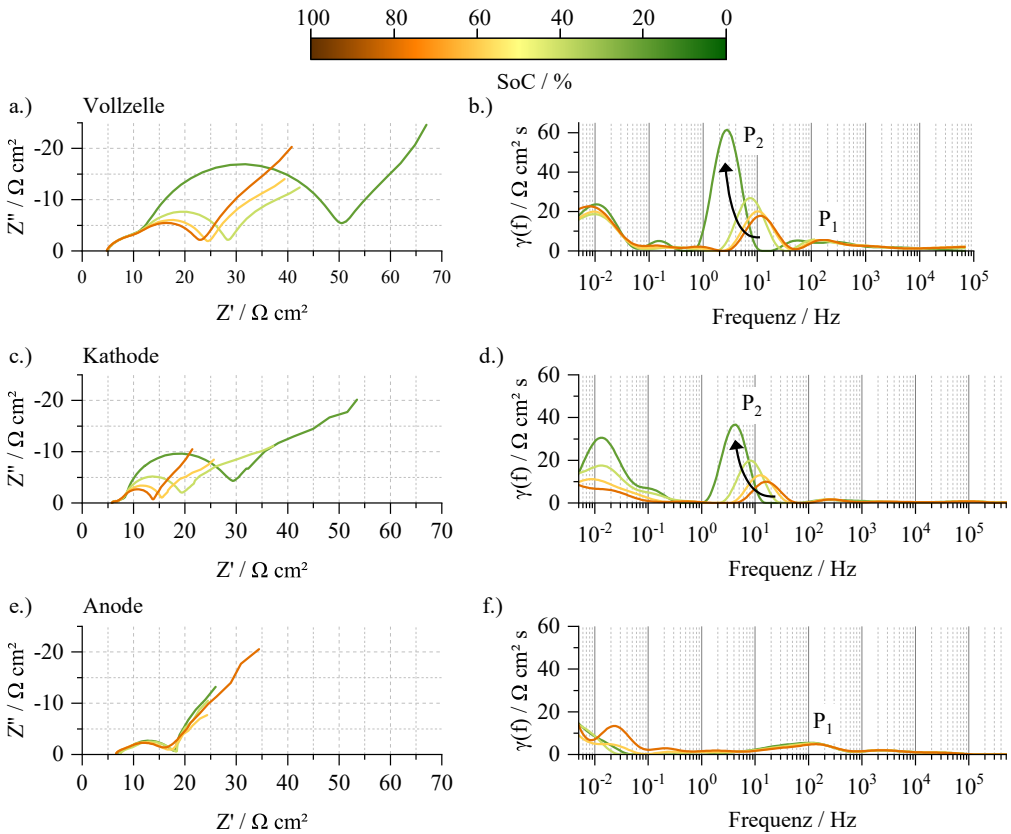 100 80 60 40 20 0
SoC / %
a.) Vollzelle
b.)
Z'' / Ω cm²
-20
-10
0
0 10 20 30 40 50 60 70
Z' / Ω cm²
γ(f) / Ω cm² s
60
40
20
0
P₂
P₁
10⁻² 10⁻¹ 10⁰ 10¹ 10² 10³ 10⁴ 10⁵
Frequenz / Hz
c.) Kathode
d.)
Z'' / Ω cm²
-20
-10
0
0 10 20 30 40 50 60 70
Z' / Ω cm²
γ(f) / Ω cm² s
60
40
20
0
P₂
10⁻² 10⁻¹ 10⁰ 10¹ 10² 10³ 10⁴ 10⁵
Frequenz / Hz
e.) Anode
f.)
Z'' / Ω cm²
-20
-10
0
0 10 20 30 40 50 60 70
Z' / Ω cm²
γ(f) / Ω cm² s
60
40
20
0
P₁
10⁻² 10⁻¹ 10⁰ 10¹ 10² 10³ 10⁴ 10⁵
Frequenz / Hz